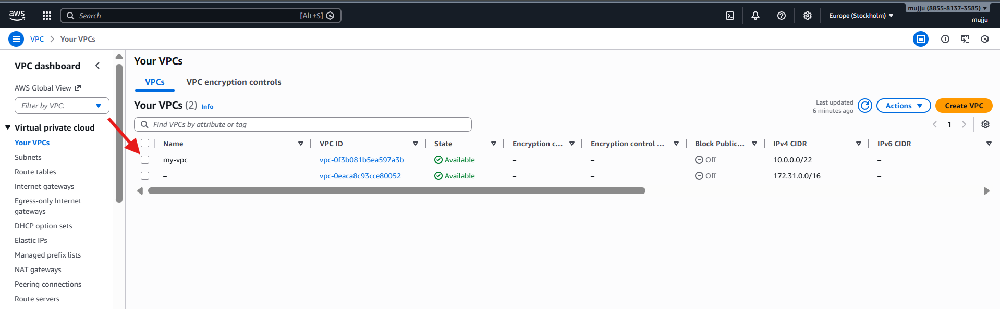 aws
Search [Alt+S]
Europe (Stockholm)
mujju (8855-8137-3585)
mujju
VPC > Your VPCs
VPC dashboard
AWS Global View
Filter by VPC:
Virtual private cloud
Your VPCs
Subnets
Route tables
Internet gateways
Egress-only Internet
gateways
DHCP option sets
Elastic IPs
Managed prefix lists
NAT gateways
Peering connections
Route servers
Your VPCs
VPCs VPC encryption controls
Your VPCs (2) Info
Last updated
6 minutes ago
Actions
Create VPC
Find VPCs by attribute or tag
1
Name VPC ID State Encryption c... Encryption control ... Block Public... IPv4 CIDR IPv6 CIDR
my-vpc vpc-0f3b081b5ea597a3b Available – – Off 10.0.0.0/22 –
– vpc-0eaca8c93cce80052 Available – – Off 172.31.0.0/16 –